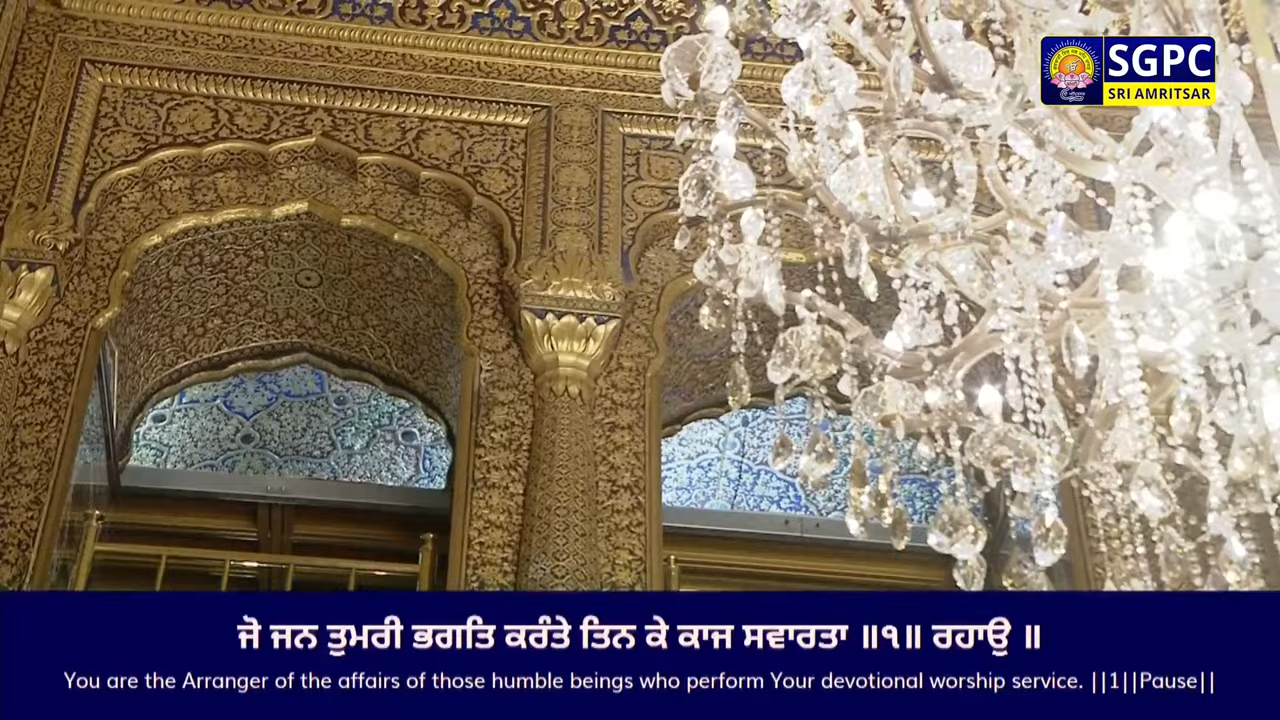 SGPC
SRI AMRITSAR
ਜੋ ਜਨ ਤੁਮਰੀ ਭਗਤਿ ਕਰੰਤੇ ਤਿਨ ਕੇ ਕਾਜ ਸਵਾਰਤਾ ॥੧॥ ਰਹਾਉ ॥
You are the Arranger of the affairs of those humble beings who perform Your devotional worship service. ||1||Pause||